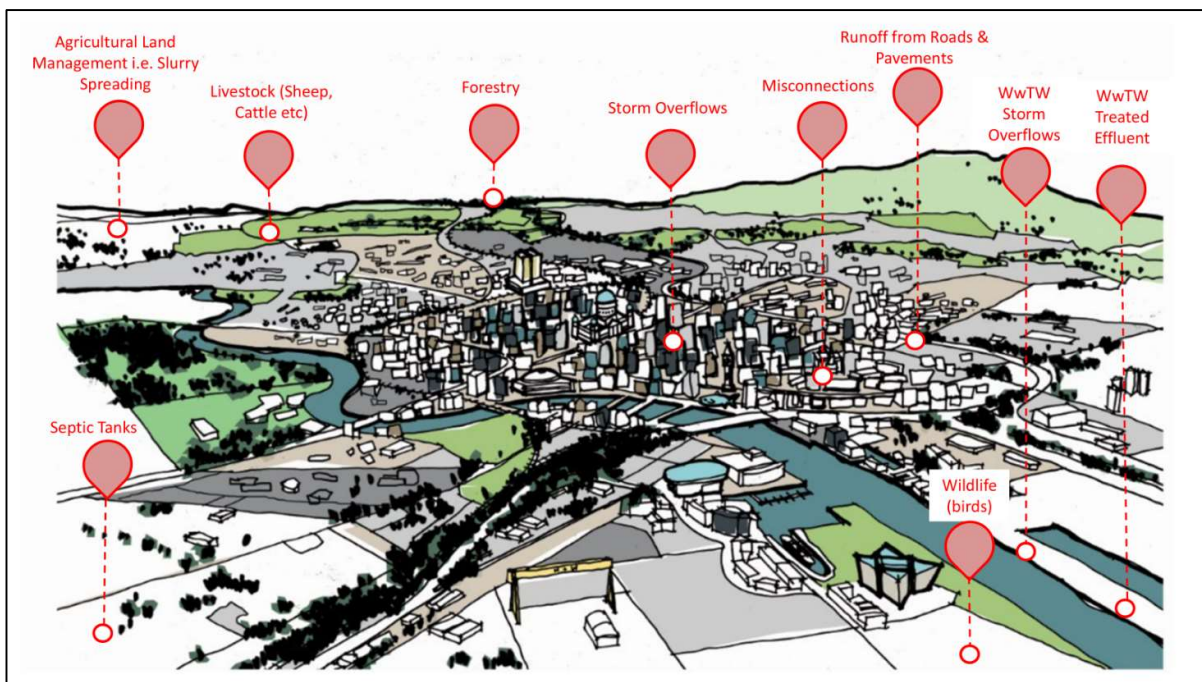 Agricultural Land
Management i.e. Slurry
Spreading
Livestock (Sheep,
Cattle etc)
Forestry
Storm Overflows
Misconnections
Runoff from Roads &
Pavements
WwTW
Storm
Overflows
WwTW
Treated
Effluent
Septic Tanks
Wildlife
(birds)